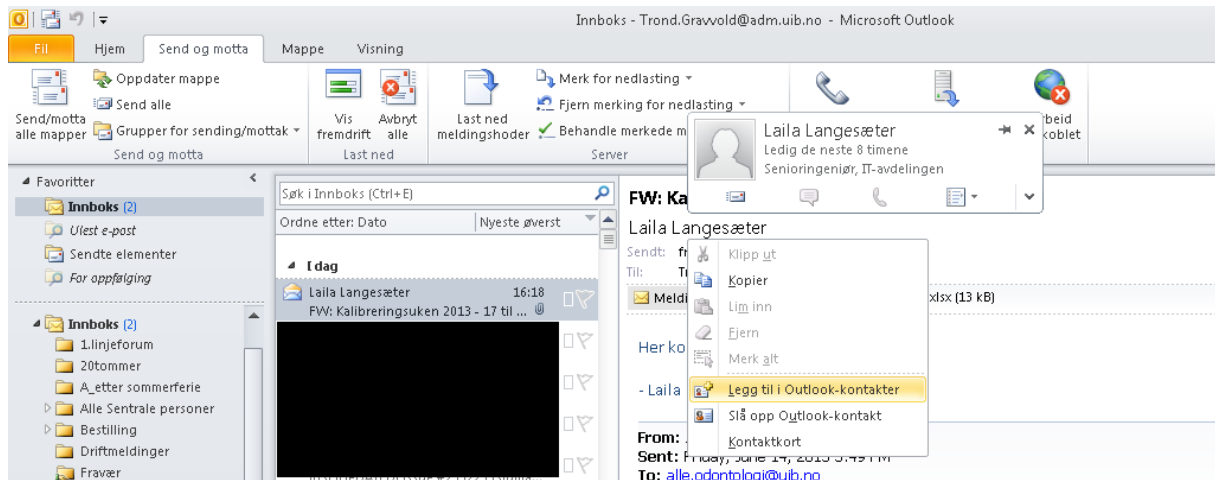 Innboks - Trond.Gravvold@adm.uib.no - Microsoft Outlook
Fil Hjem Send og motta Mappe Visning
Send/motta
alle mapper
Oppdater mappe
Send alle
Grupper for sending/mottak
Send og motta
Vis
fremdrift
Avbryt
alle
Last ned
Last ned
meldingshoder
Merk for nedlasting
Fjern merking for nedlasting
Behandle merkede m
Server
Laila Langesæter
Ledig de neste 8 timene
Senioringeniør, IT-avdelingen
Favoritter
Innboks (2)
Ulest e-post
Sendte elementer
For oppfølging
Innboks (2)
1.linjeforum
20tommer
A_etter sommerferie
Alle Sentrale personer
Bestilling
Driftmeldinger
Fravær
Søk i Innboks (Ctrl+E)
Ordne etter: Dato Nyeste øverst
I dag
Laila Langesæter 16:18
FW: Kalibreringsuken 2013 - 17 til ...
FW: Ka
Laila Langesæter
Sendt: fr
Til: Tr
Meldi xlsx (13 kB)
Her ko
- Laila
From:
Sent: Friday, June 14, 2013 3:49 PM
To: alle.odontologi@uib.no
Klipp ut
Kopier
Lim inn
Fjern
Merk alt
Legg til i Outlook-kontakter
Slå opp Outlook-kontakt
Kontaktkort